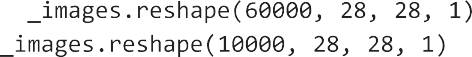 _images.reshape(60000, 28, 28, 1)
_images.reshape(10000, 28, 28, 1)